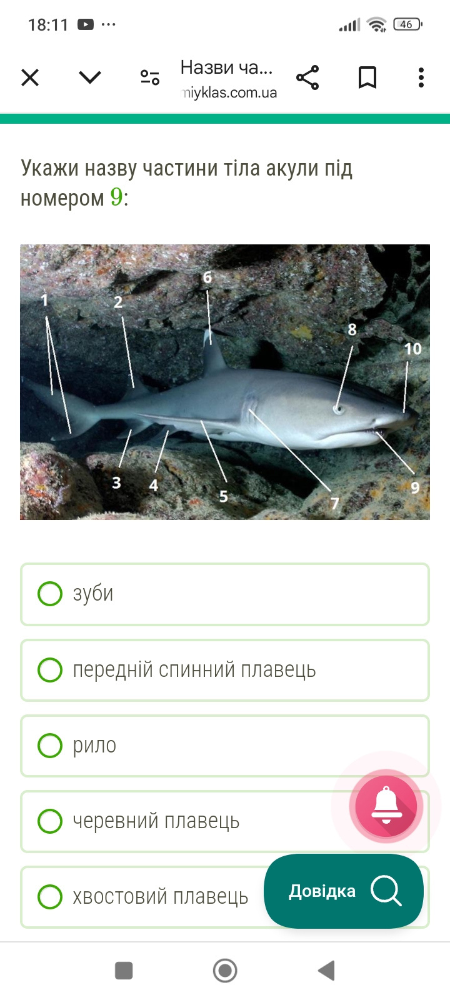 18:11
46
Назви ча...
miyklas.com.ua
Укажи назву частини тіла акули під
номером 9:
6
1
2
8
10
3
4
5
7
9
зуби
передній спинний плавець
рило
черевний плавець
хвостовий плавець
Довідка